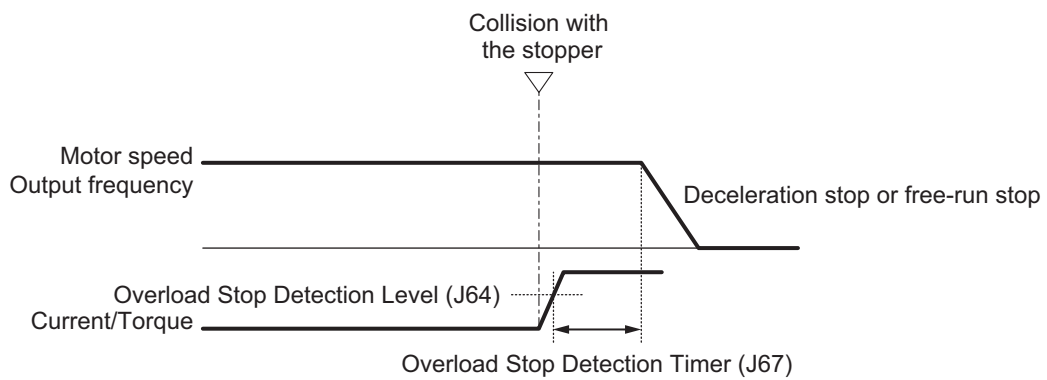 Collision with
the stopper
Motor speed
Output frequency
Deceleration stop or free-run stop
Overload Stop Detection Level (J64)
Current/Torque
Overload Stop Detection Timer (J67)